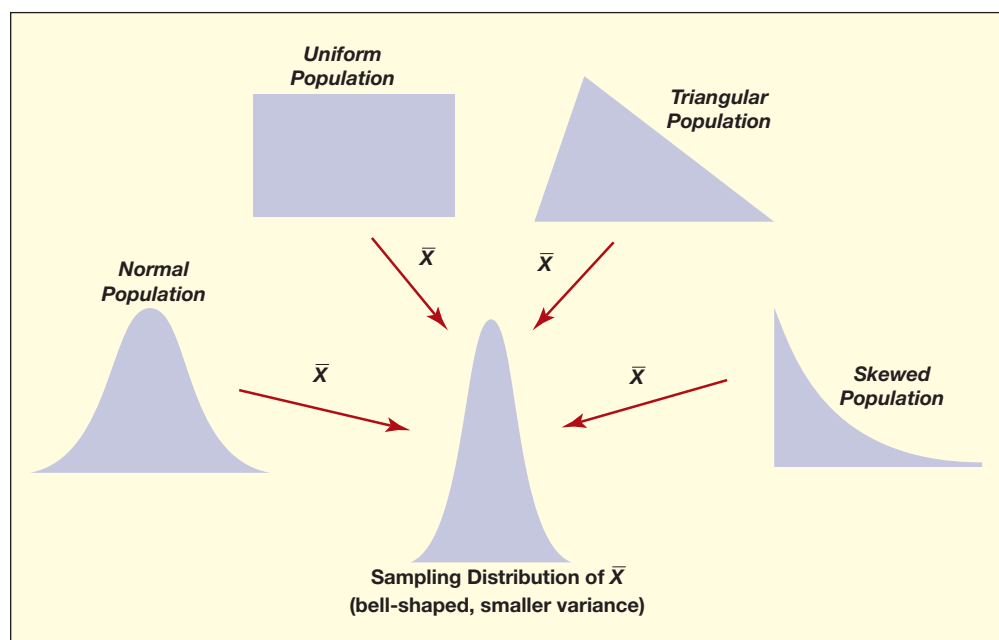 Uniform
Population
Triangular
Population
X̄
X̄
Normal
Population
X̄
X̄
Skewed
Population
Sampling Distribution of X̄
(bell-shaped, smaller variance)